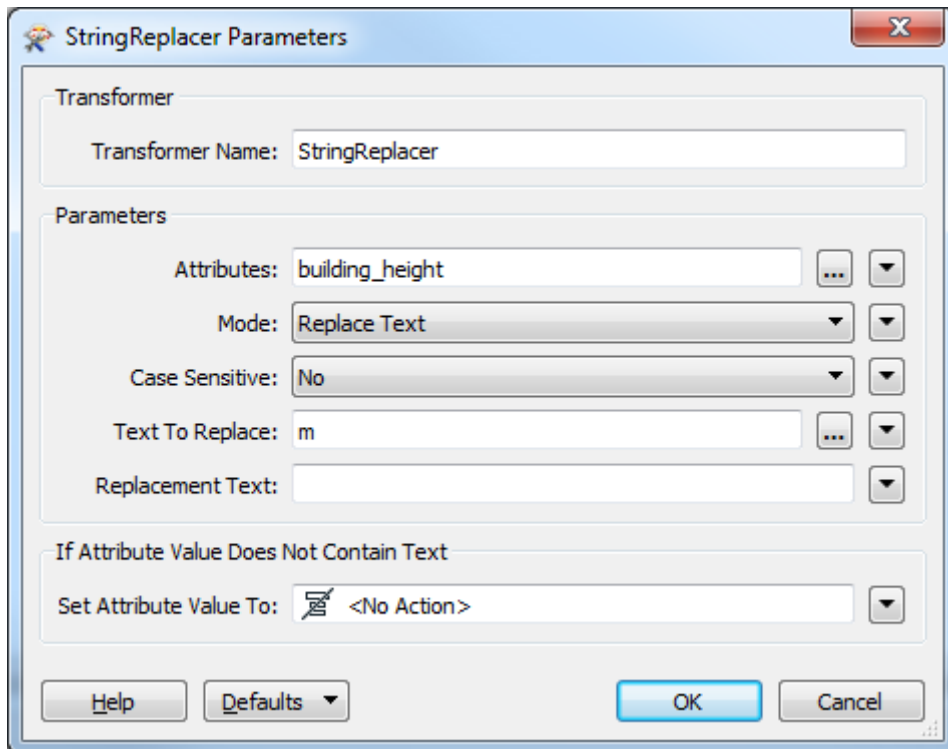 StringReplacer Parameters
Transformer
Transformer Name: StringReplacer
Parameters
Attributes: building_height ...
Mode: Replace Text
Case Sensitive: No
Text To Replace: m ...
Replacement Text:
If Attribute Value Does Not Contain Text
Set Attribute Value To: <No Action>
Help Defaults OK Cancel